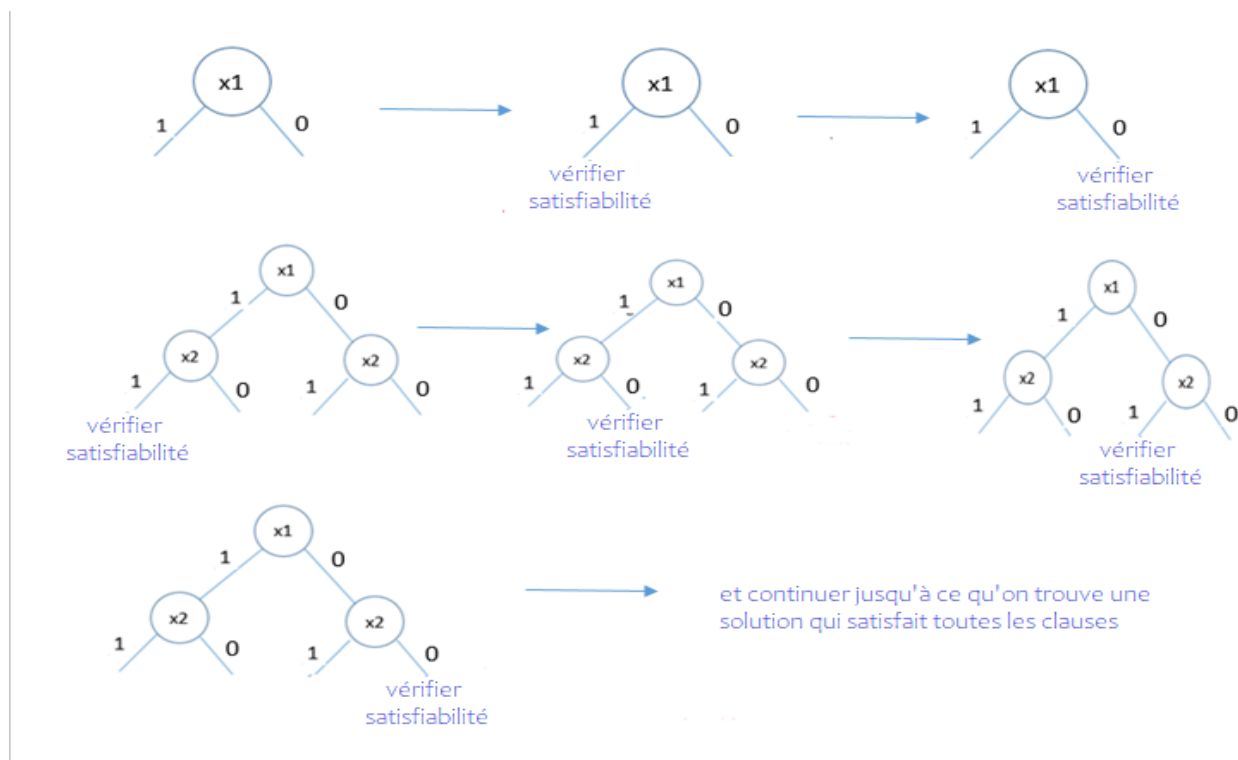 x1
1
0
x1
1
0
vérifier
satisfiabilité
x1
1
0
vérifier
satisfiabilité
x1
1
0
x2
x2
1
0
1
0
vérifier
satisfiabilité
x1
1
0
x2
x2
1
0
1
0
vérifier
satisfiabilité
x1
1
0
x2
x2
1
0
1
0
vérifier
satisfiabilité
x1
1
0
x2
x2
1
0
1
0
vérifier
satisfiabilité
et continuer jusqu'à ce qu'on trouve une
solution qui satisfait toutes les clauses